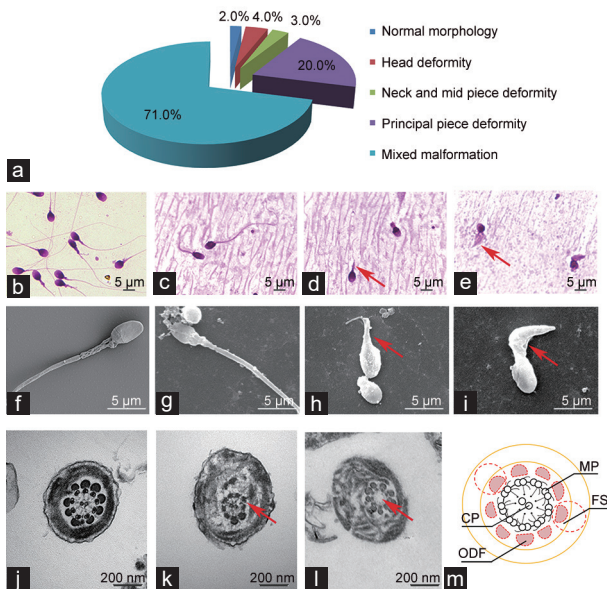 2.0%
4.0%
3.0%
20.0%
71.0%
Normal morphology
Head deformity
Neck and mid piece deformity
Principal piece deformity
Mixed malformation
a
b
5 µm
c
5 µm
d
5 µm
e
5 µm
f
5 µm
g
5 µm
h
5 µm
i
5 µm
j
200 nm
k
200 nm
l
200 nm
m
MP
FS
CP
ODF